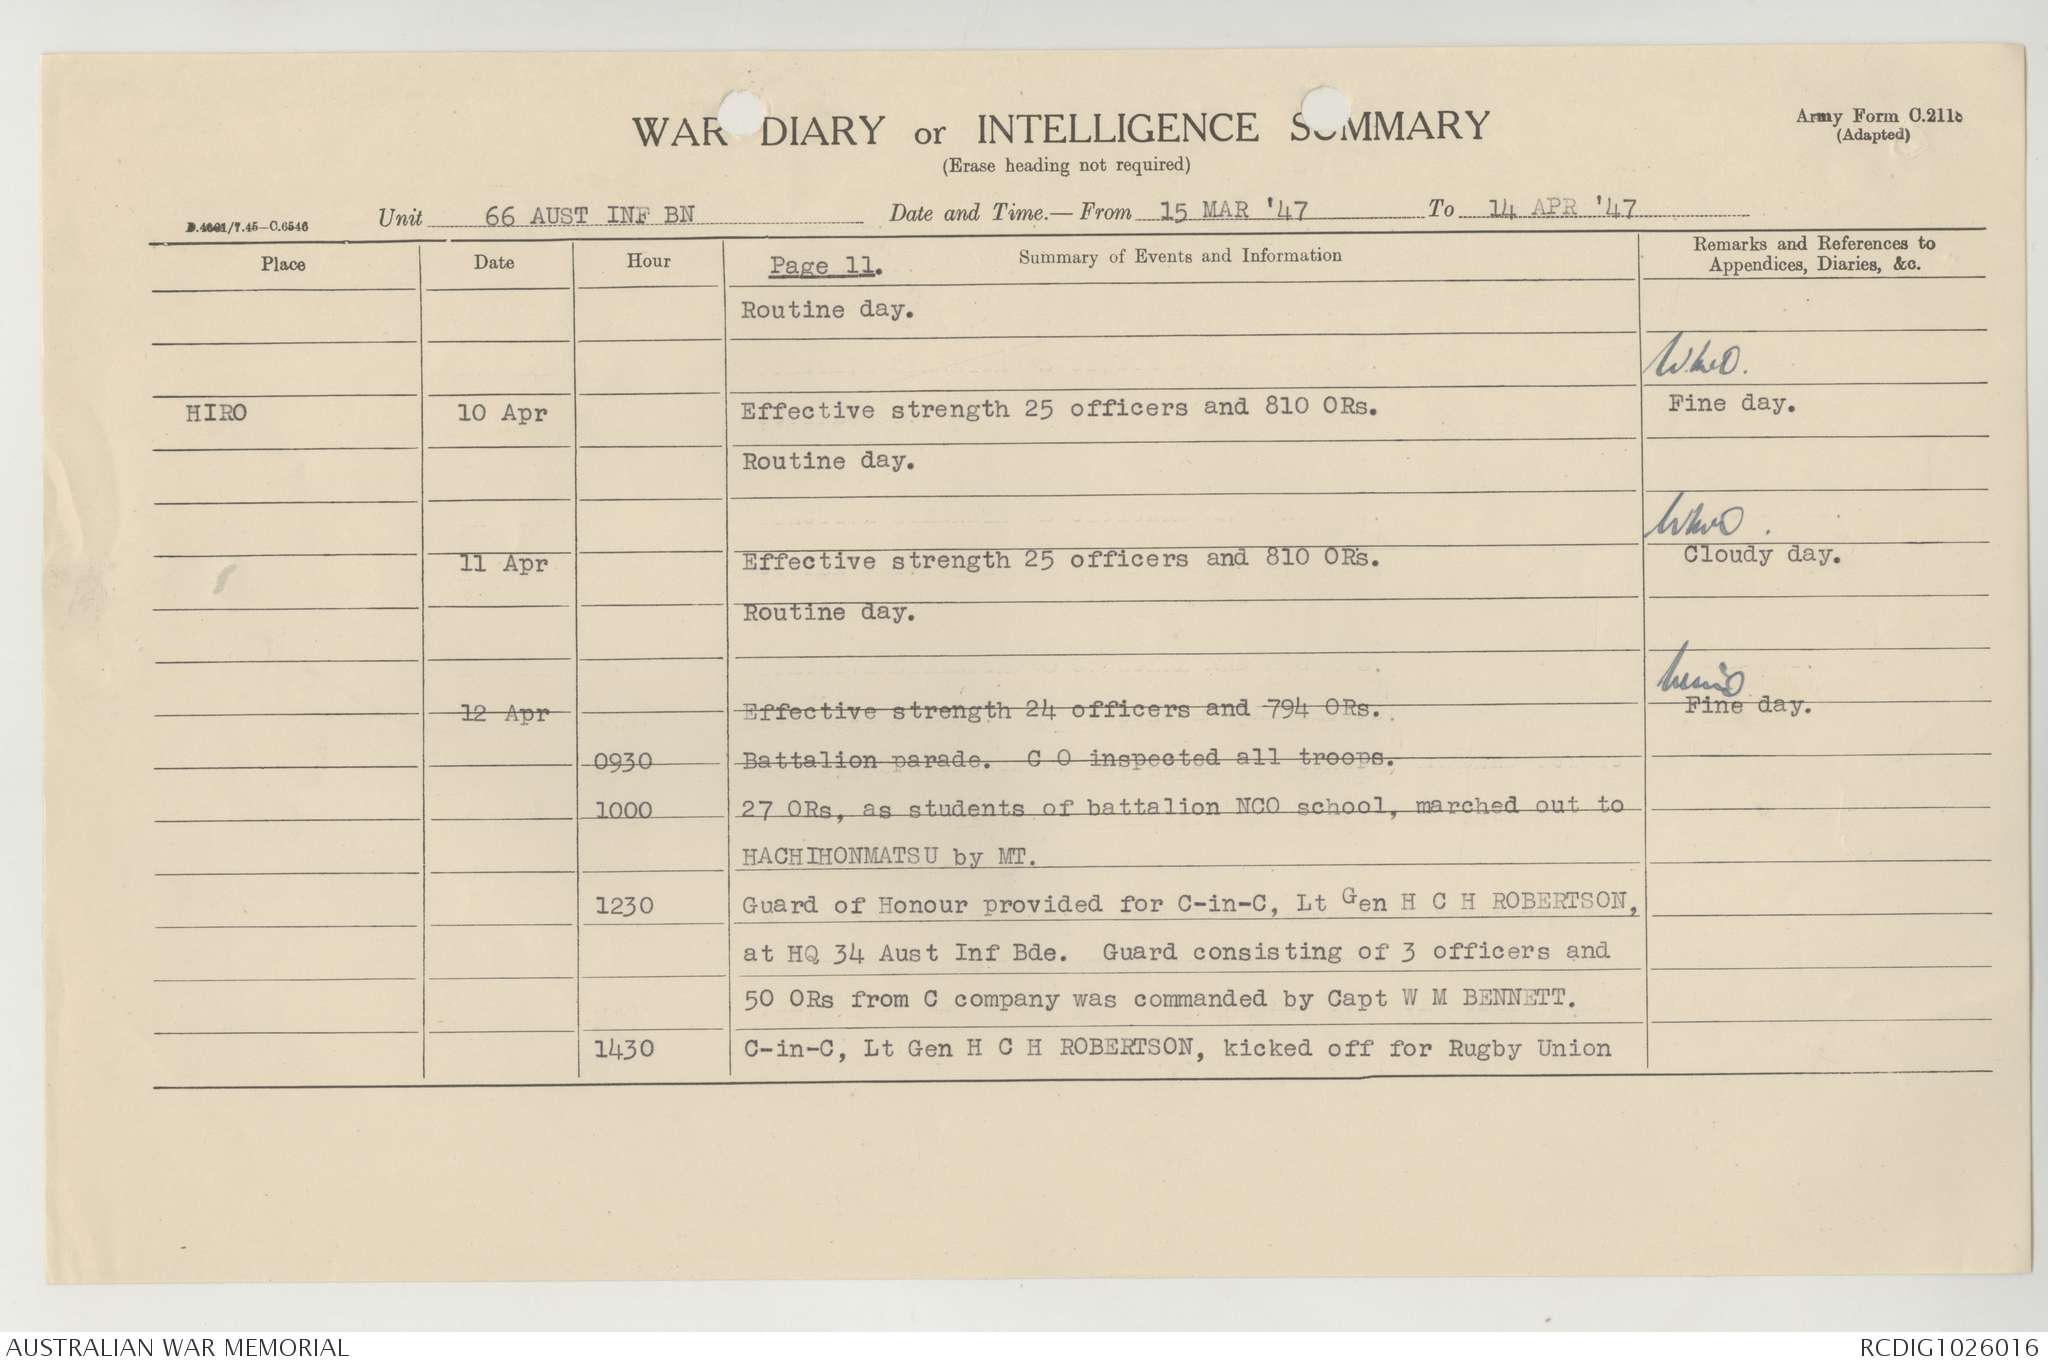 WAR DIARY or INTELLIGENCE SUMMARY
(Erase heading not required)
Army Form C.2118
(Adapted)
D.4691/7.45—C.6546
Unit 66 AUST INF BN Date and Time.— From 15 MAR '47 To 14 APR '47
Place Date Hour Page 11. Summary of Events and Information Remarks and References to
Appendices, Diaries, &c.
Routine day.
HIRO 10 Apr Effective strength 25 officers and 810 ORs. Fine day.
Routine day.
11 Apr Effective strength 25 officers and 810 ORs. Cloudy day.
Routine day.
12 Apr Effective strength 24 officers and 794 ORs. Fine day.
0930 Battalion parade. C O inspected all troops.
1000 27 ORs, as students of battalion NCO school, marched out to
HACHIHONMATSU by MT.
1230 Guard of Honour provided for C-in-C, Lt Gen H C H ROBERTSON,
at HQ 34 Aust Inf Bde. Guard consisting of 3 officers and
50 ORs from C company was commanded by Capt W M BENNETT.
1430 C-in-C, Lt Gen H C H ROBERTSON, kicked off for Rugby Union
AUSTRALIAN WAR MEMORIAL RCDIG1026016